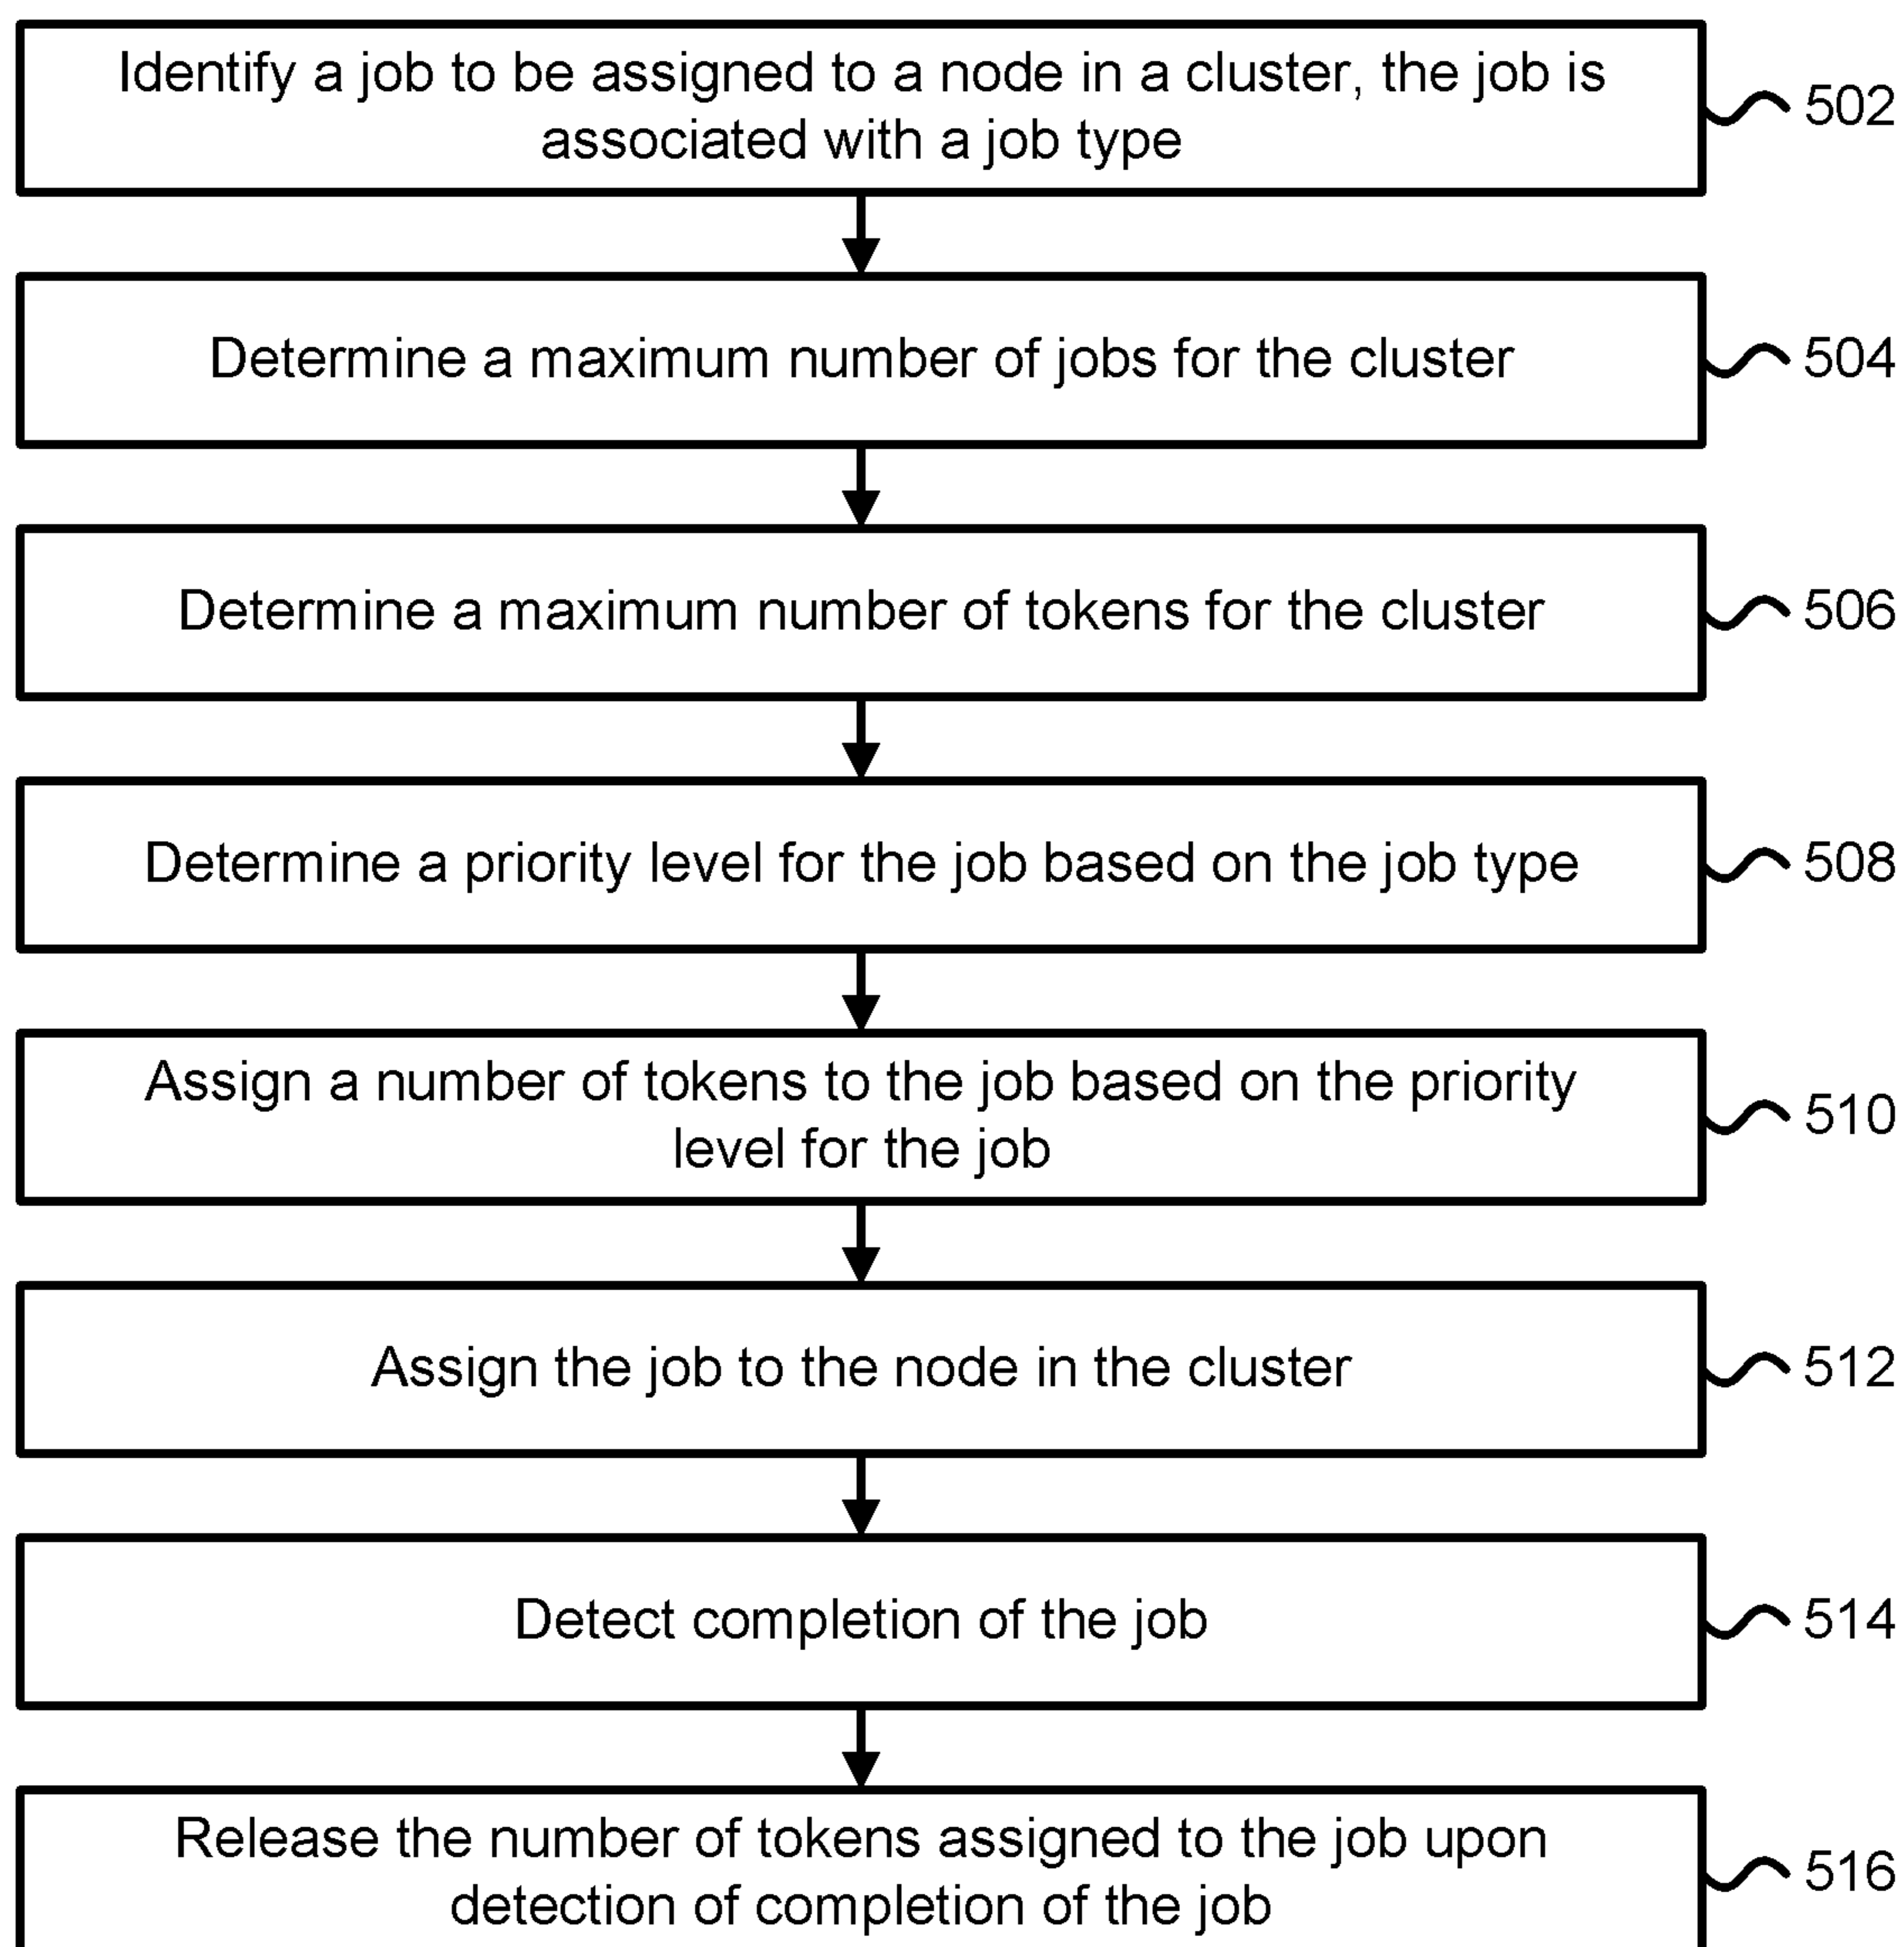 Identify a job to be assigned to a node in a cluster, the job is
associated with a job type
502
Determine a maximum number of jobs for the cluster
504
Determine a maximum number of tokens for the cluster
506
Determine a priority level for the job based on the job type
508
Assign a number of tokens to the job based on the priority
level for the job
510
Assign the job to the node in the cluster
512
Detect completion of the job
514
Release the number of tokens assigned to the job upon
detection of completion of the job
516